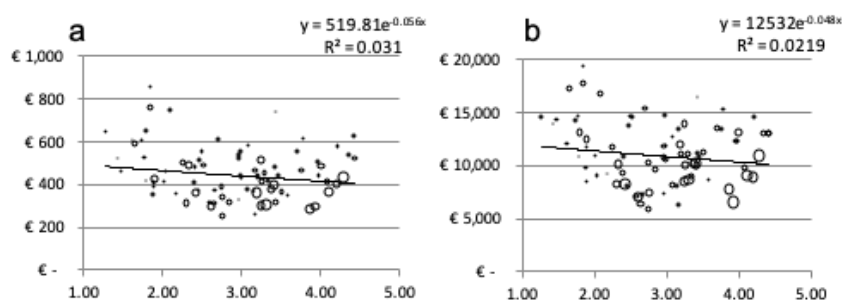 a
y = 519.81e-0.056x
R² = 0.031
€ 1,000
€ 800
€ 600
€ 400
€ 200
€ -
1.00 2.00 3.00 4.00 5.00
b
y = 12532e-0.048x
R² = 0.0219
€ 20,000
€ 15,000
€ 10,000
€ 5,000
€ -
1.00 2.00 3.00 4.00 5.00